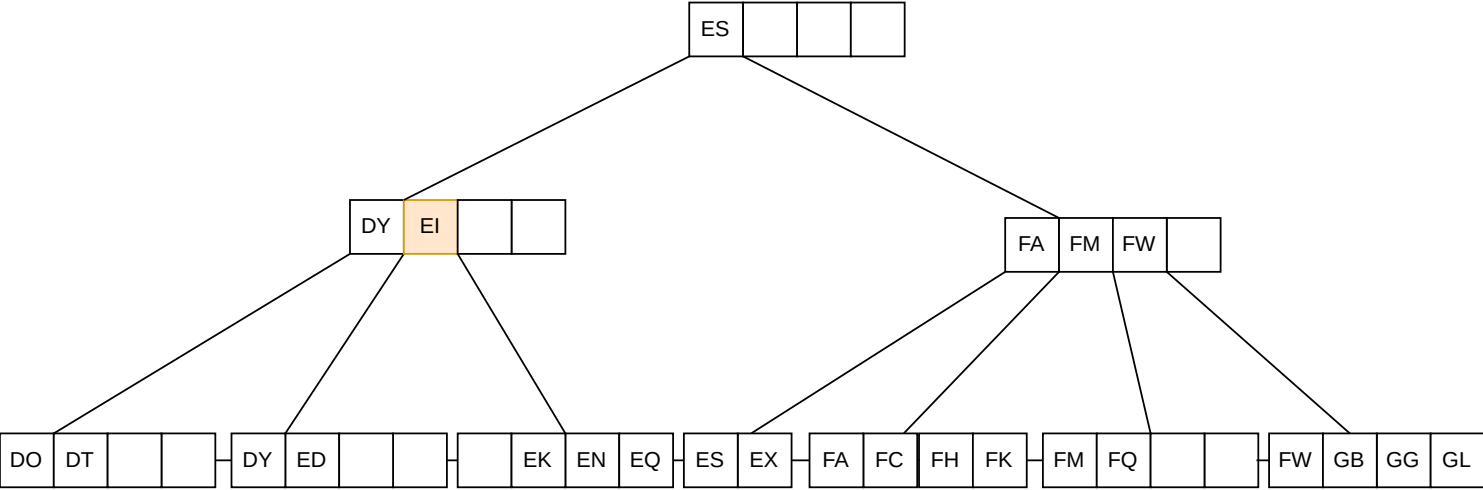 ES
DY EI
FA FM FW
DO DT DY ED EK EN EQ ES EX FA FC FH FK FM FQ FW GB GG GL